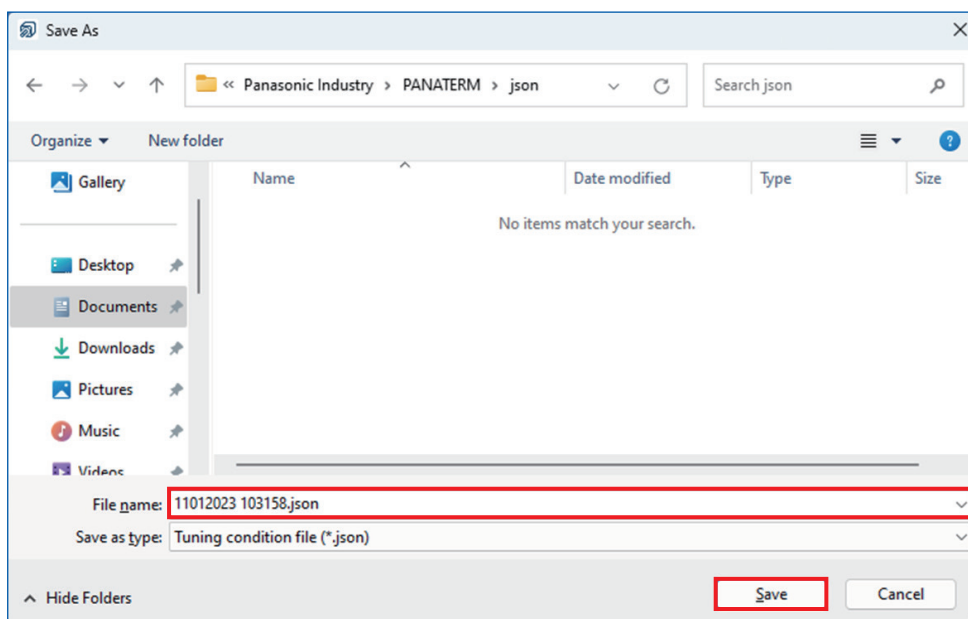 Save As
« Panasonic Industry > PANATERM > json
Search json
Organize
New folder
?
Gallery
Name
Date modified
Type
Size
No items match your search.
Desktop
Documents
Downloads
Pictures
Music
Videos
File name: 11012023 103158.json
Save as type: Tuning condition file (*.json)
Hide Folders
Save
Cancel